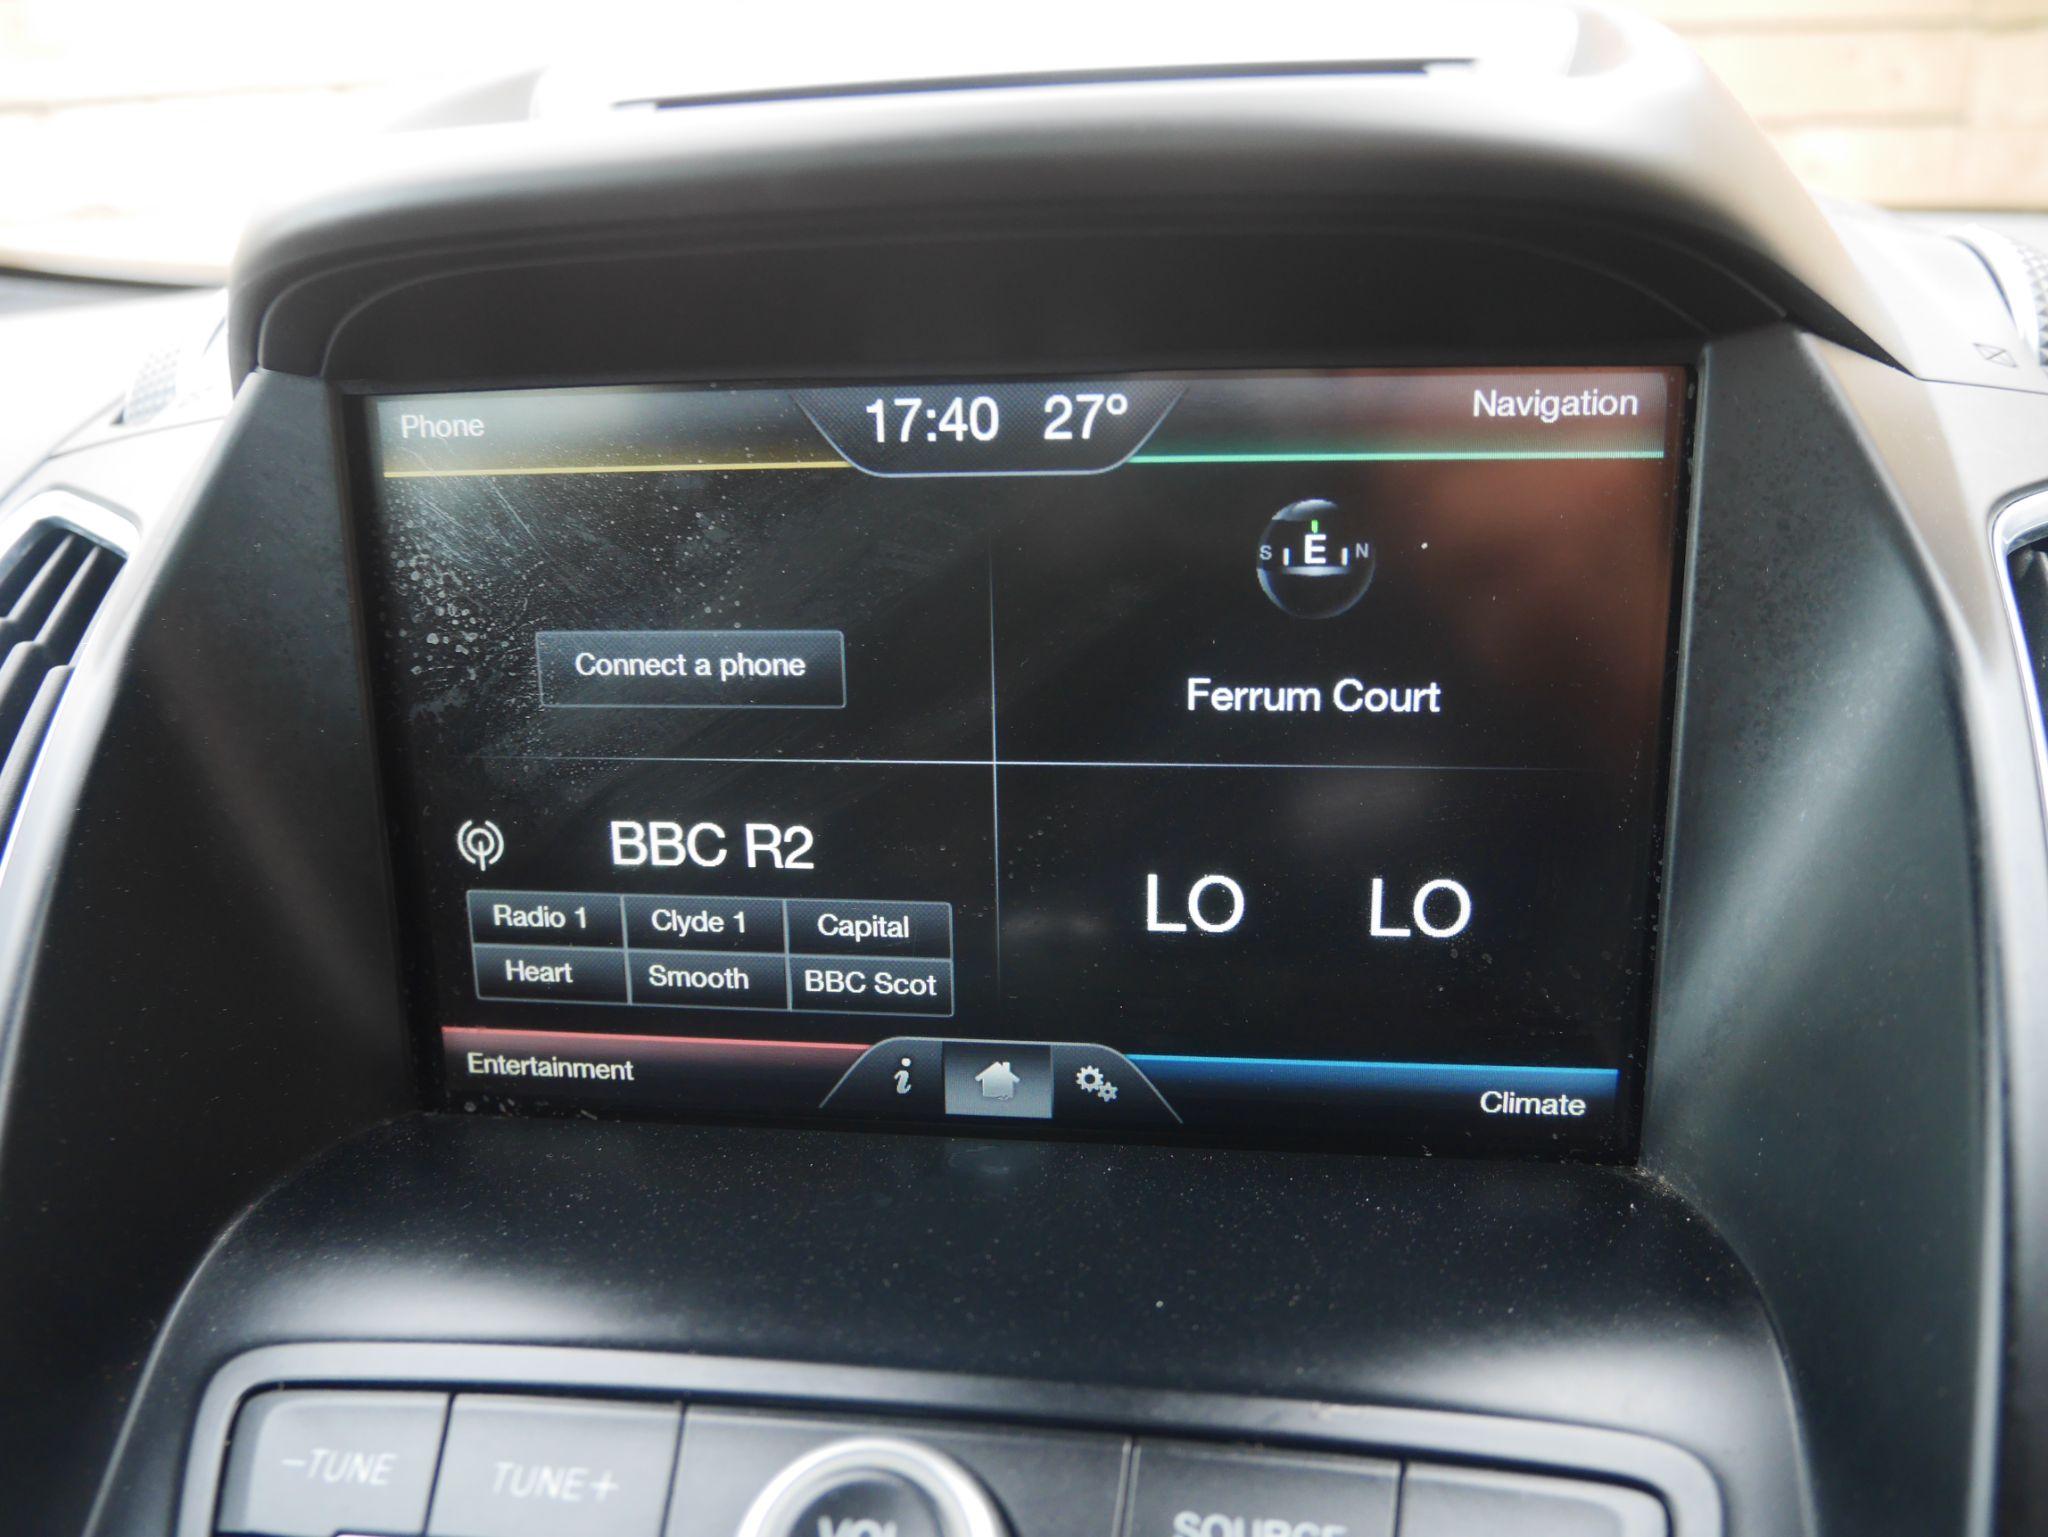 Phone
17:40 27°
Navigation
S E N
Connect a phone
Ferrum Court
BBC R2
Radio 1 Clyde 1 Capital
Heart Smooth BBC Scot
LO LO
Entertainment
i
Climate
-TUNE TUNE+ VOL SOURCE